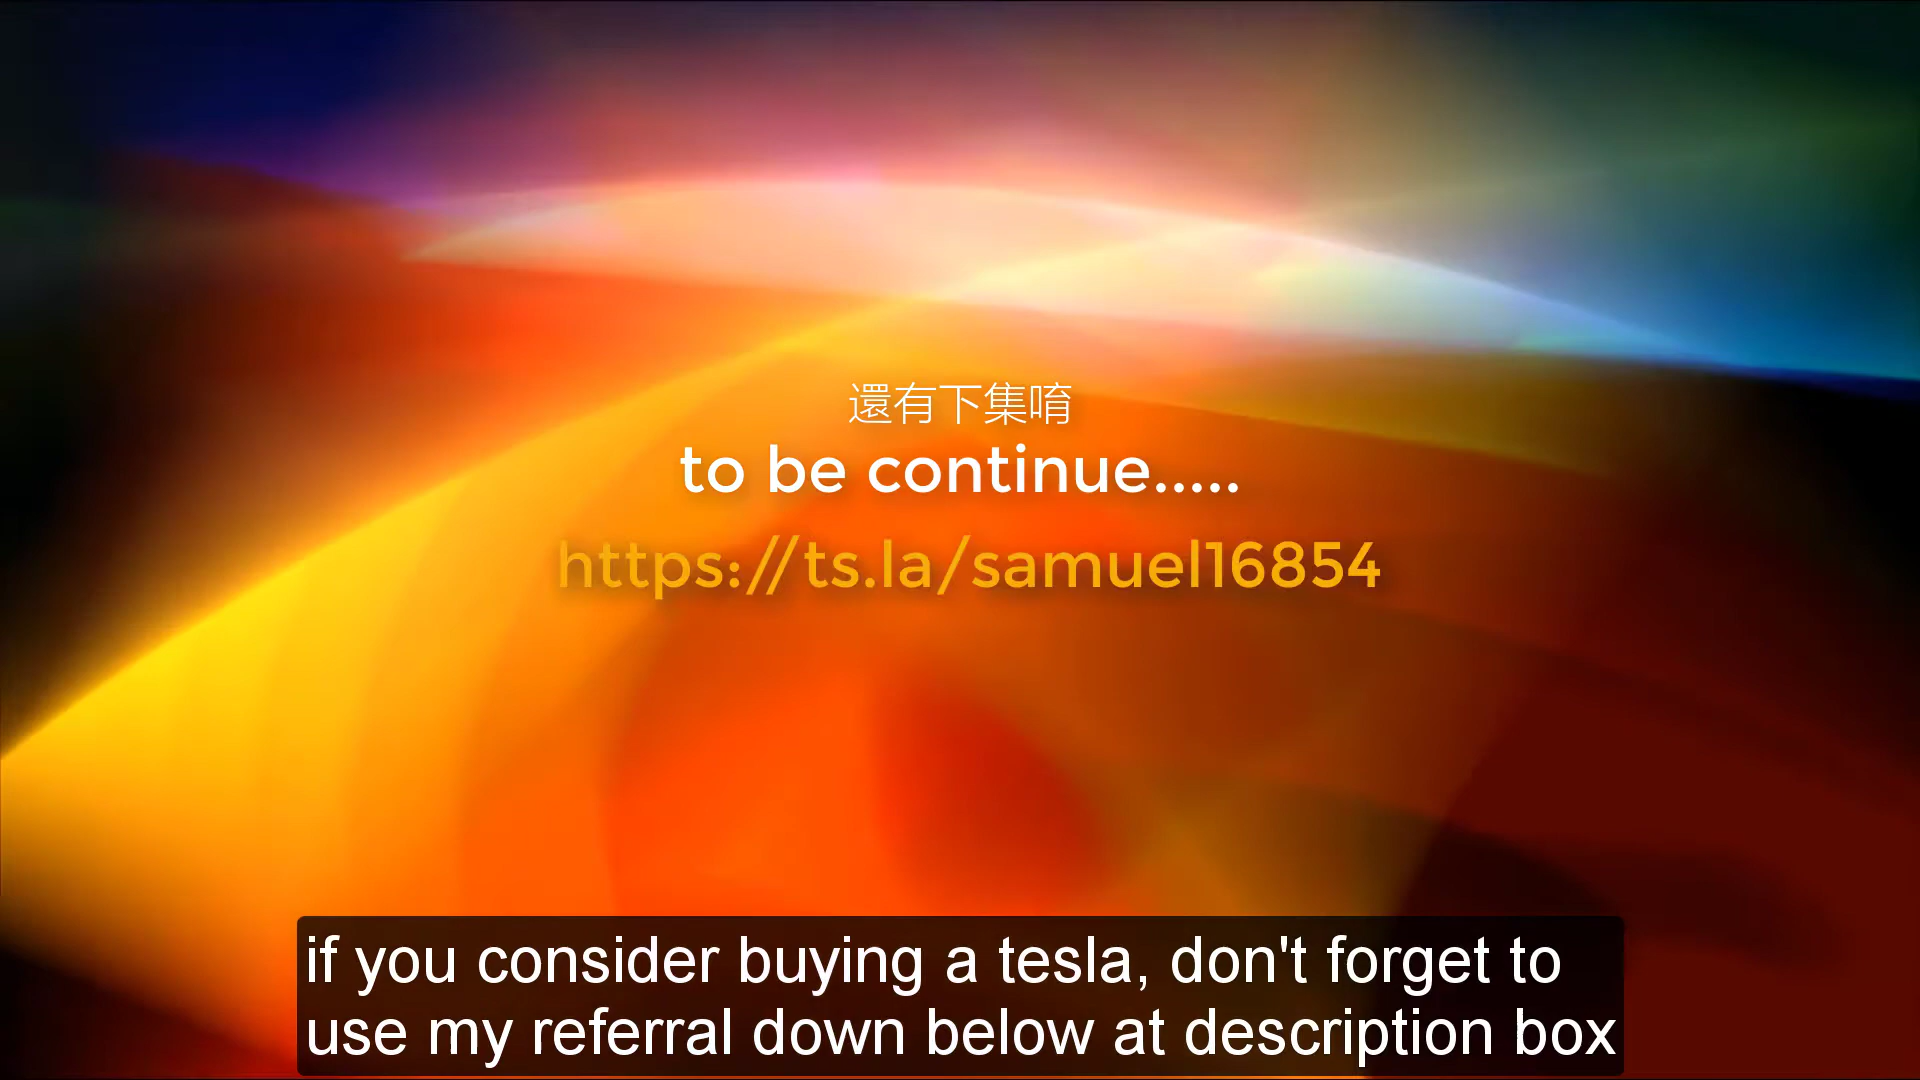 還有下集唷
to be continue.....
https://ts.la/samuel16854
if you consider buying a tesla, don't forget to
use my referral down below at description box